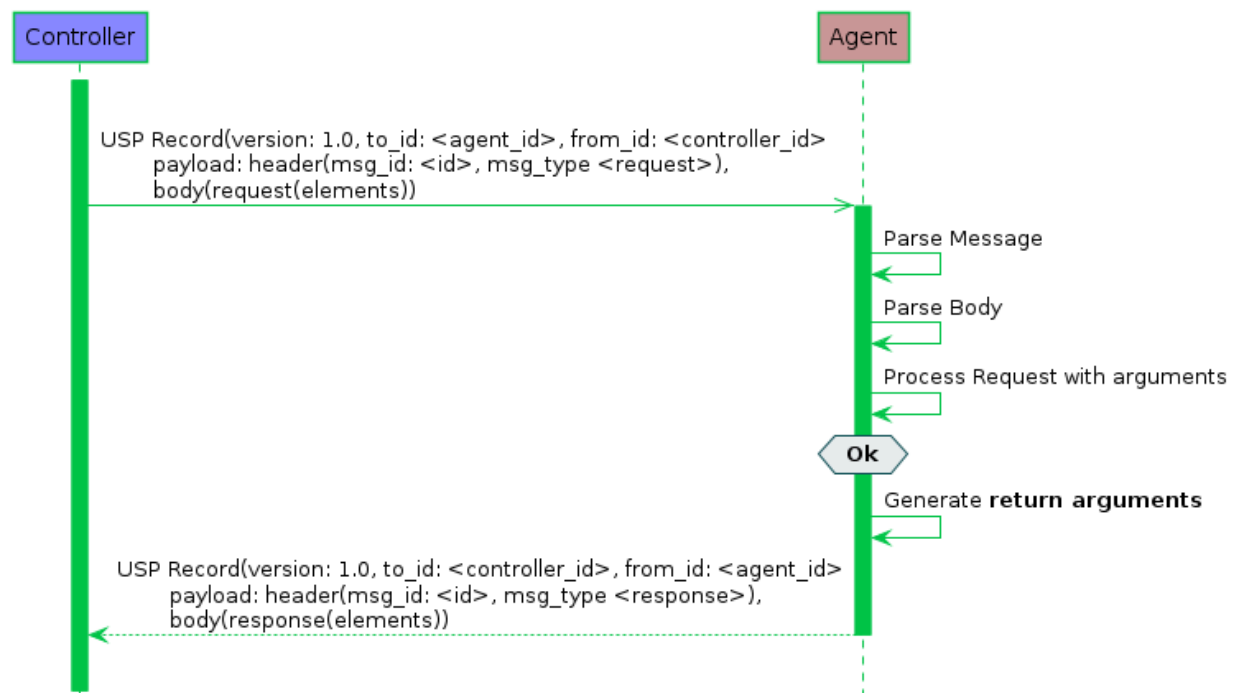 Controller
Agent
USP Record(version: 1.0, to_id: <agent_id>, from_id: <controller_id>
payload: header(msg_id: <id>, msg_type <request>),
body(request(elements))
Parse Message
Parse Body
Process Request with arguments
Ok
Generate return arguments
USP Record(version: 1.0, to_id: <controller_id>, from_id: <agent_id>
payload: header(msg_id: <id>, msg_type <response>),
body(response(elements))